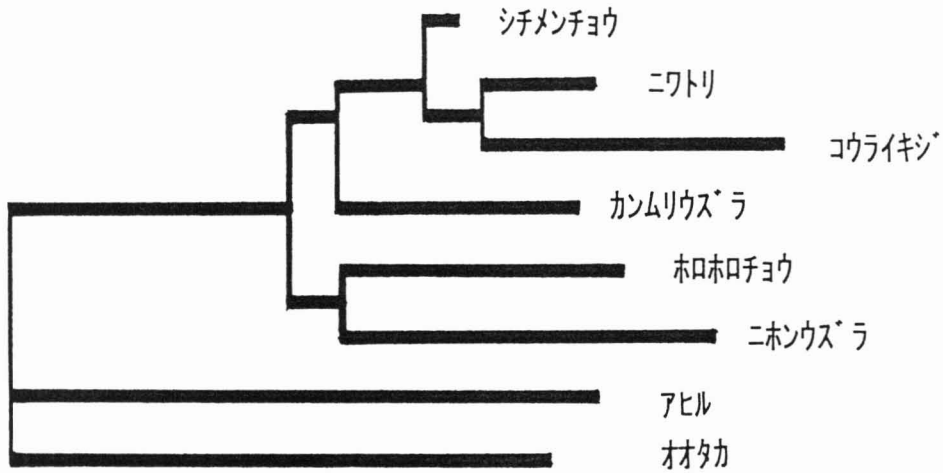 シチメンチョウ
ニワトリ
コウライキジ
カンムリウズラ
ホロホロチョウ
ニホンウズラ
アヒル
オオタカ